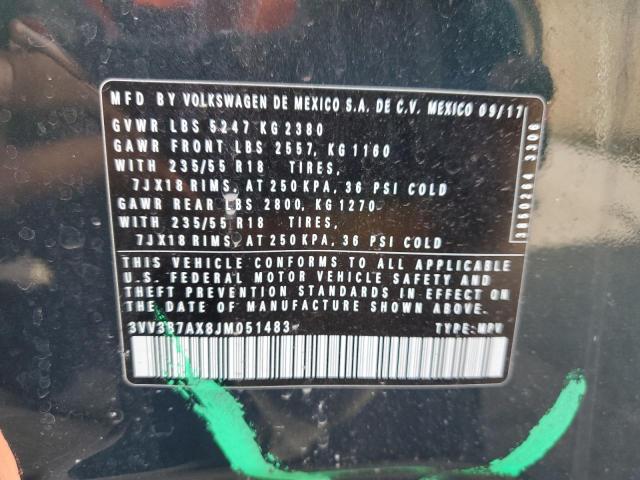 MFD BY VOLKSWAGEN DE MEXICO S.A. DE C.V. MEXICO 09/17
GVWR LBS 5247 KG 2380
GAWR FRONT LBS 2557, KG 1160
WITH 235/55 R18 TIRES,
7JX18 RIMS, AT 250 KPA, 36 PSI COLD
GAWR REAR LBS 2800, KG 1270
WITH 235/55 R18 TIRES,
7JX18 RIMS, AT 250 KPA, 36 PSI COLD
THIS VEHICLE CONFORMS TO ALL APPLICABLE
U.S. FEDERAL MOTOR VEHICLE SAFETY AND
THEFT PREVENTION STANDARDS IN EFFECT ON
THE DATE OF MANUFACTURE SHOWN ABOVE.
3VV3B7AX8JM051483 TYPE: MPV